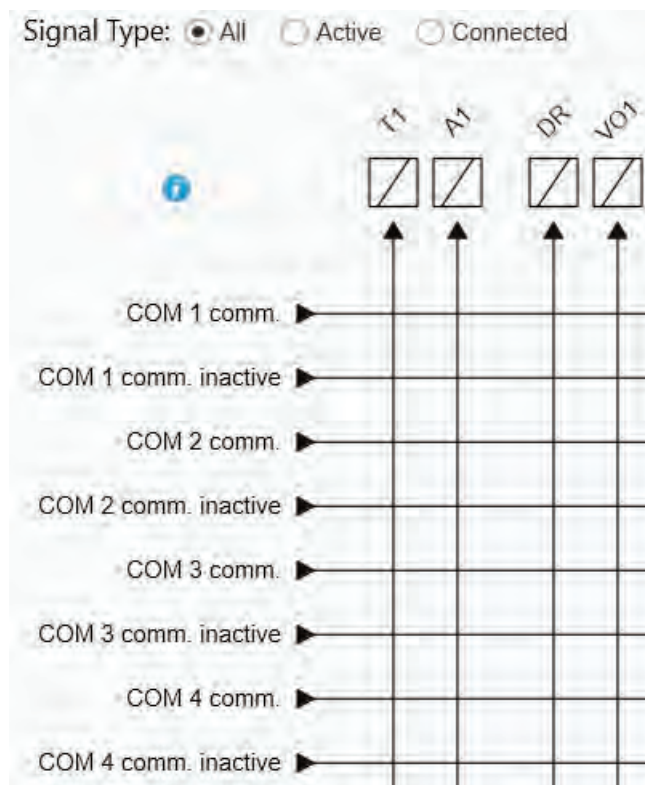 Signal Type: All Active Connected
T1 A1 DR VO1
COM 1 comm.
COM 1 comm. inactive
COM 2 comm.
COM 2 comm. inactive
COM 3 comm.
COM 3 comm. inactive
COM 4 comm.
COM 4 comm. inactive